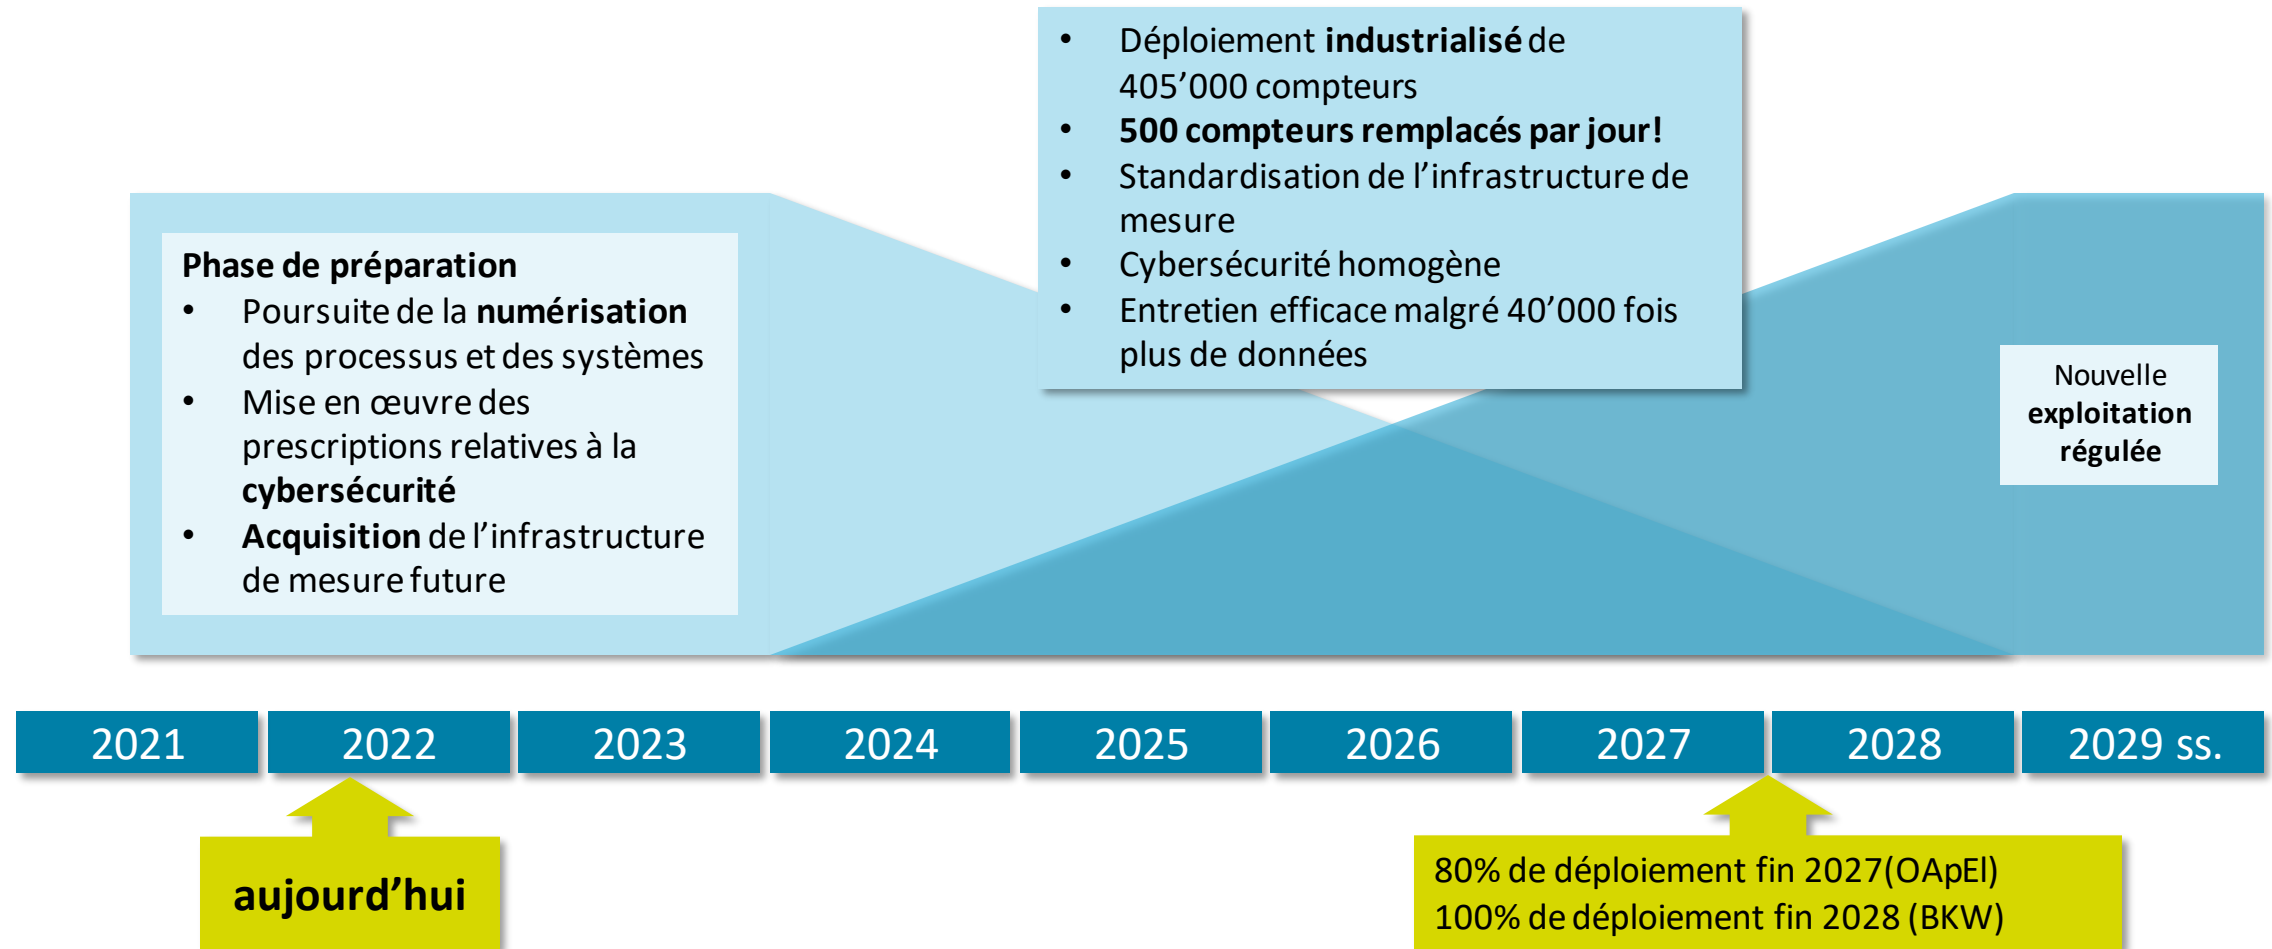 • Déploiement industrialisé de
405’000 compteurs
• 500 compteurs remplacés par jour!
• Standardisation de l’infrastructure de
mesure
• Cybersécurité homogène
• Entretien efficace malgré 40’000 fois
plus de données
Phase de préparation
• Poursuite de la numérisation
des processus et des systèmes
• Mise en œuvre des
prescriptions relatives à la
cybersécurité
• Acquisition de l’infrastructure
de mesure future
Nouvelle
exploitation
régulée
2021 2022 2023 2024 2025 2026 2027 2028 2029 ss.
aujourd’hui
80% de déploiement fin 2027(OApEl)
100% de déploiement fin 2028 (BKW)